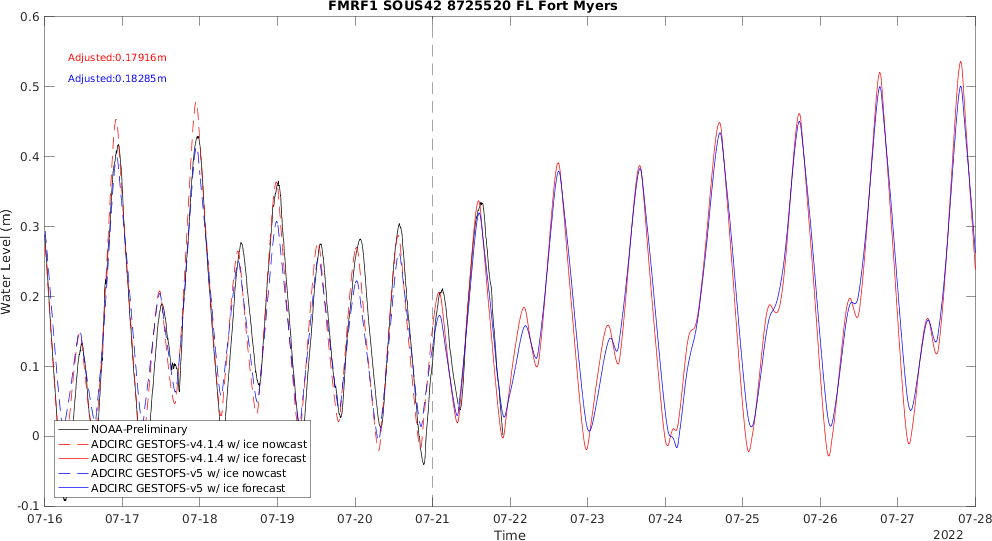 FMRF1 SOUS42 8725520 FL Fort Myers
0.6
0.5
0.4
0.3
0.2
0.1
0
-0.1
Water Level (m)
Adjusted:0.17916m
Adjusted:0.18285m
NOAA-Preliminary
ADCIRC GESTOFS-v4.1.4 w/ ice nowcast
ADCIRC GESTOFS-v4.1.4 w/ ice forecast
ADCIRC GESTOFS-v5 w/ ice nowcast
ADCIRC GESTOFS-v5 w/ ice forecast
07-16 07-17 07-18 07-19 07-20 07-21 07-22 07-23 07-24 07-25 07-26 07-27 07-28
Time
2022